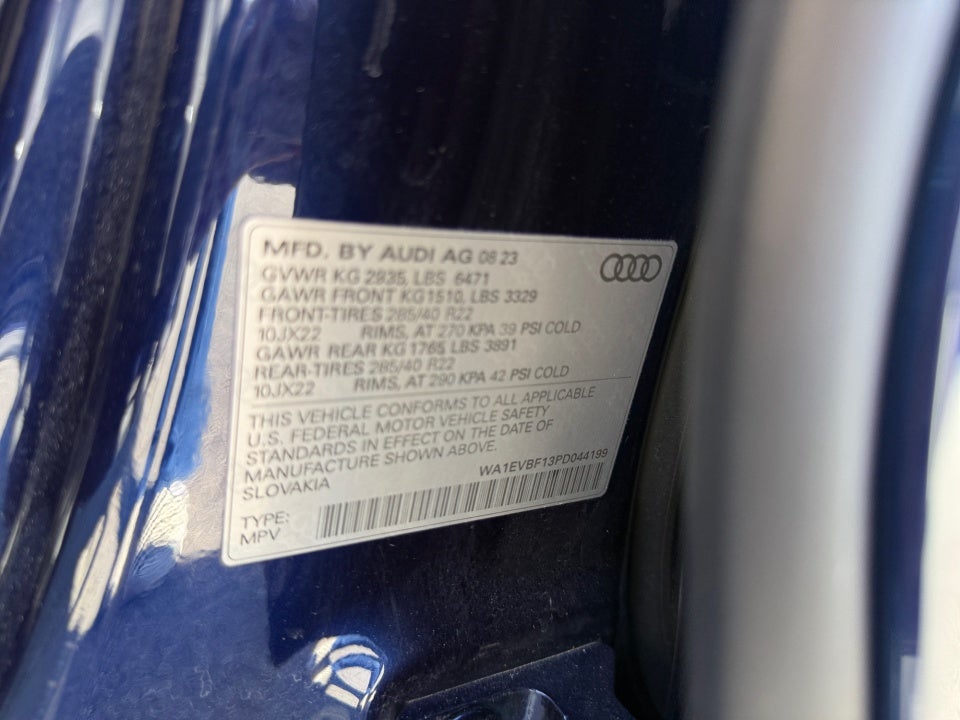 MFD. BY AUDI AG 08 23
GVWR KG 2935, LBS 6471
GAWR FRONT KG 1510, LBS 3329
FRONT-TIRES 285/40 R22
10JX22 RIMS, AT 270 KPA 39 PSI COLD
GAWR REAR KG 1765 LBS 3891
REAR-TIRES 285/40 R22
10JX22 RIMS, AT 290 KPA 42 PSI COLD
THIS VEHICLE CONFORMS TO ALL APPLICABLE
U.S. FEDERAL MOTOR VEHICLE SAFETY
STANDARDS IN EFFECT ON THE DATE OF
MANUFACTURE SHOWN ABOVE.
SLOVAKIA
WA1EVBF13PD044199
TYPE:
MPV